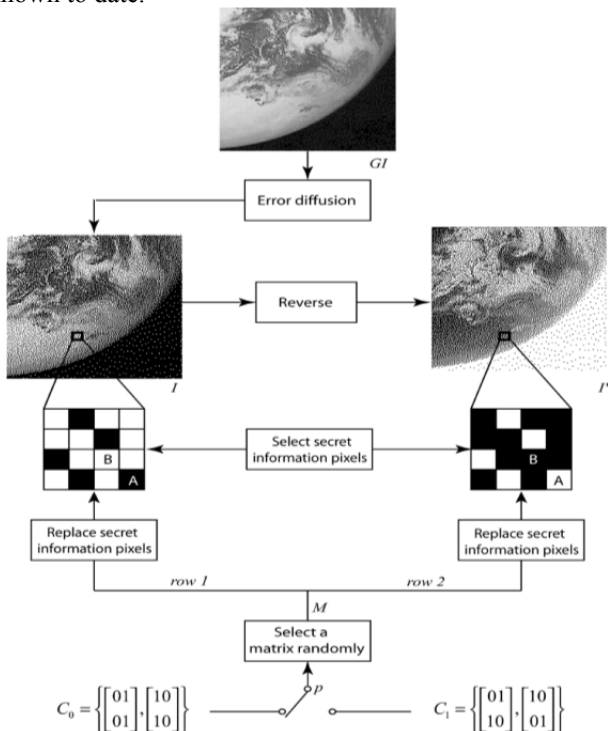 GI
Error diffusion
Reverse
I
I'
B
A
Select secret
information pixels
B
A
Replace secret
information pixels
Replace secret
information pixels
row 1
row 2
M
Select a
matrix randomly
p
C₀ = {[01 01], [10 10]}
C₁ = {[01 10], [10 01]}